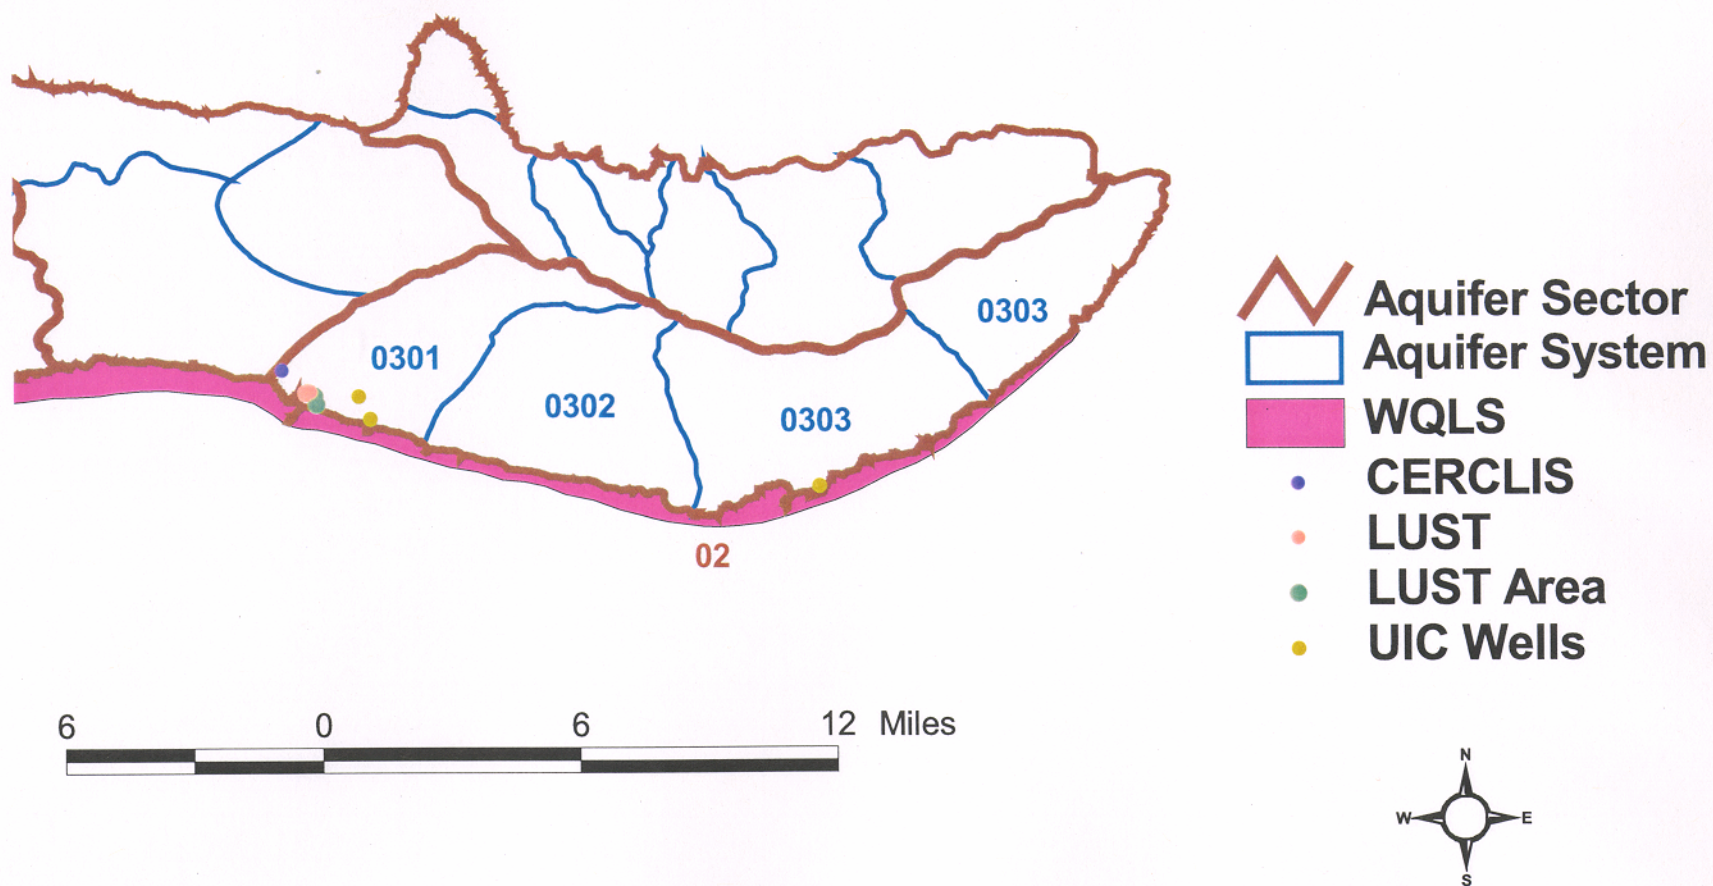 0301
0302
0303
0303
02
Aquifer Sector
Aquifer System
WQLS
CERCLIS
LUST
LUST Area
UIC Wells
6 0 6 12 Miles
N
W E
S